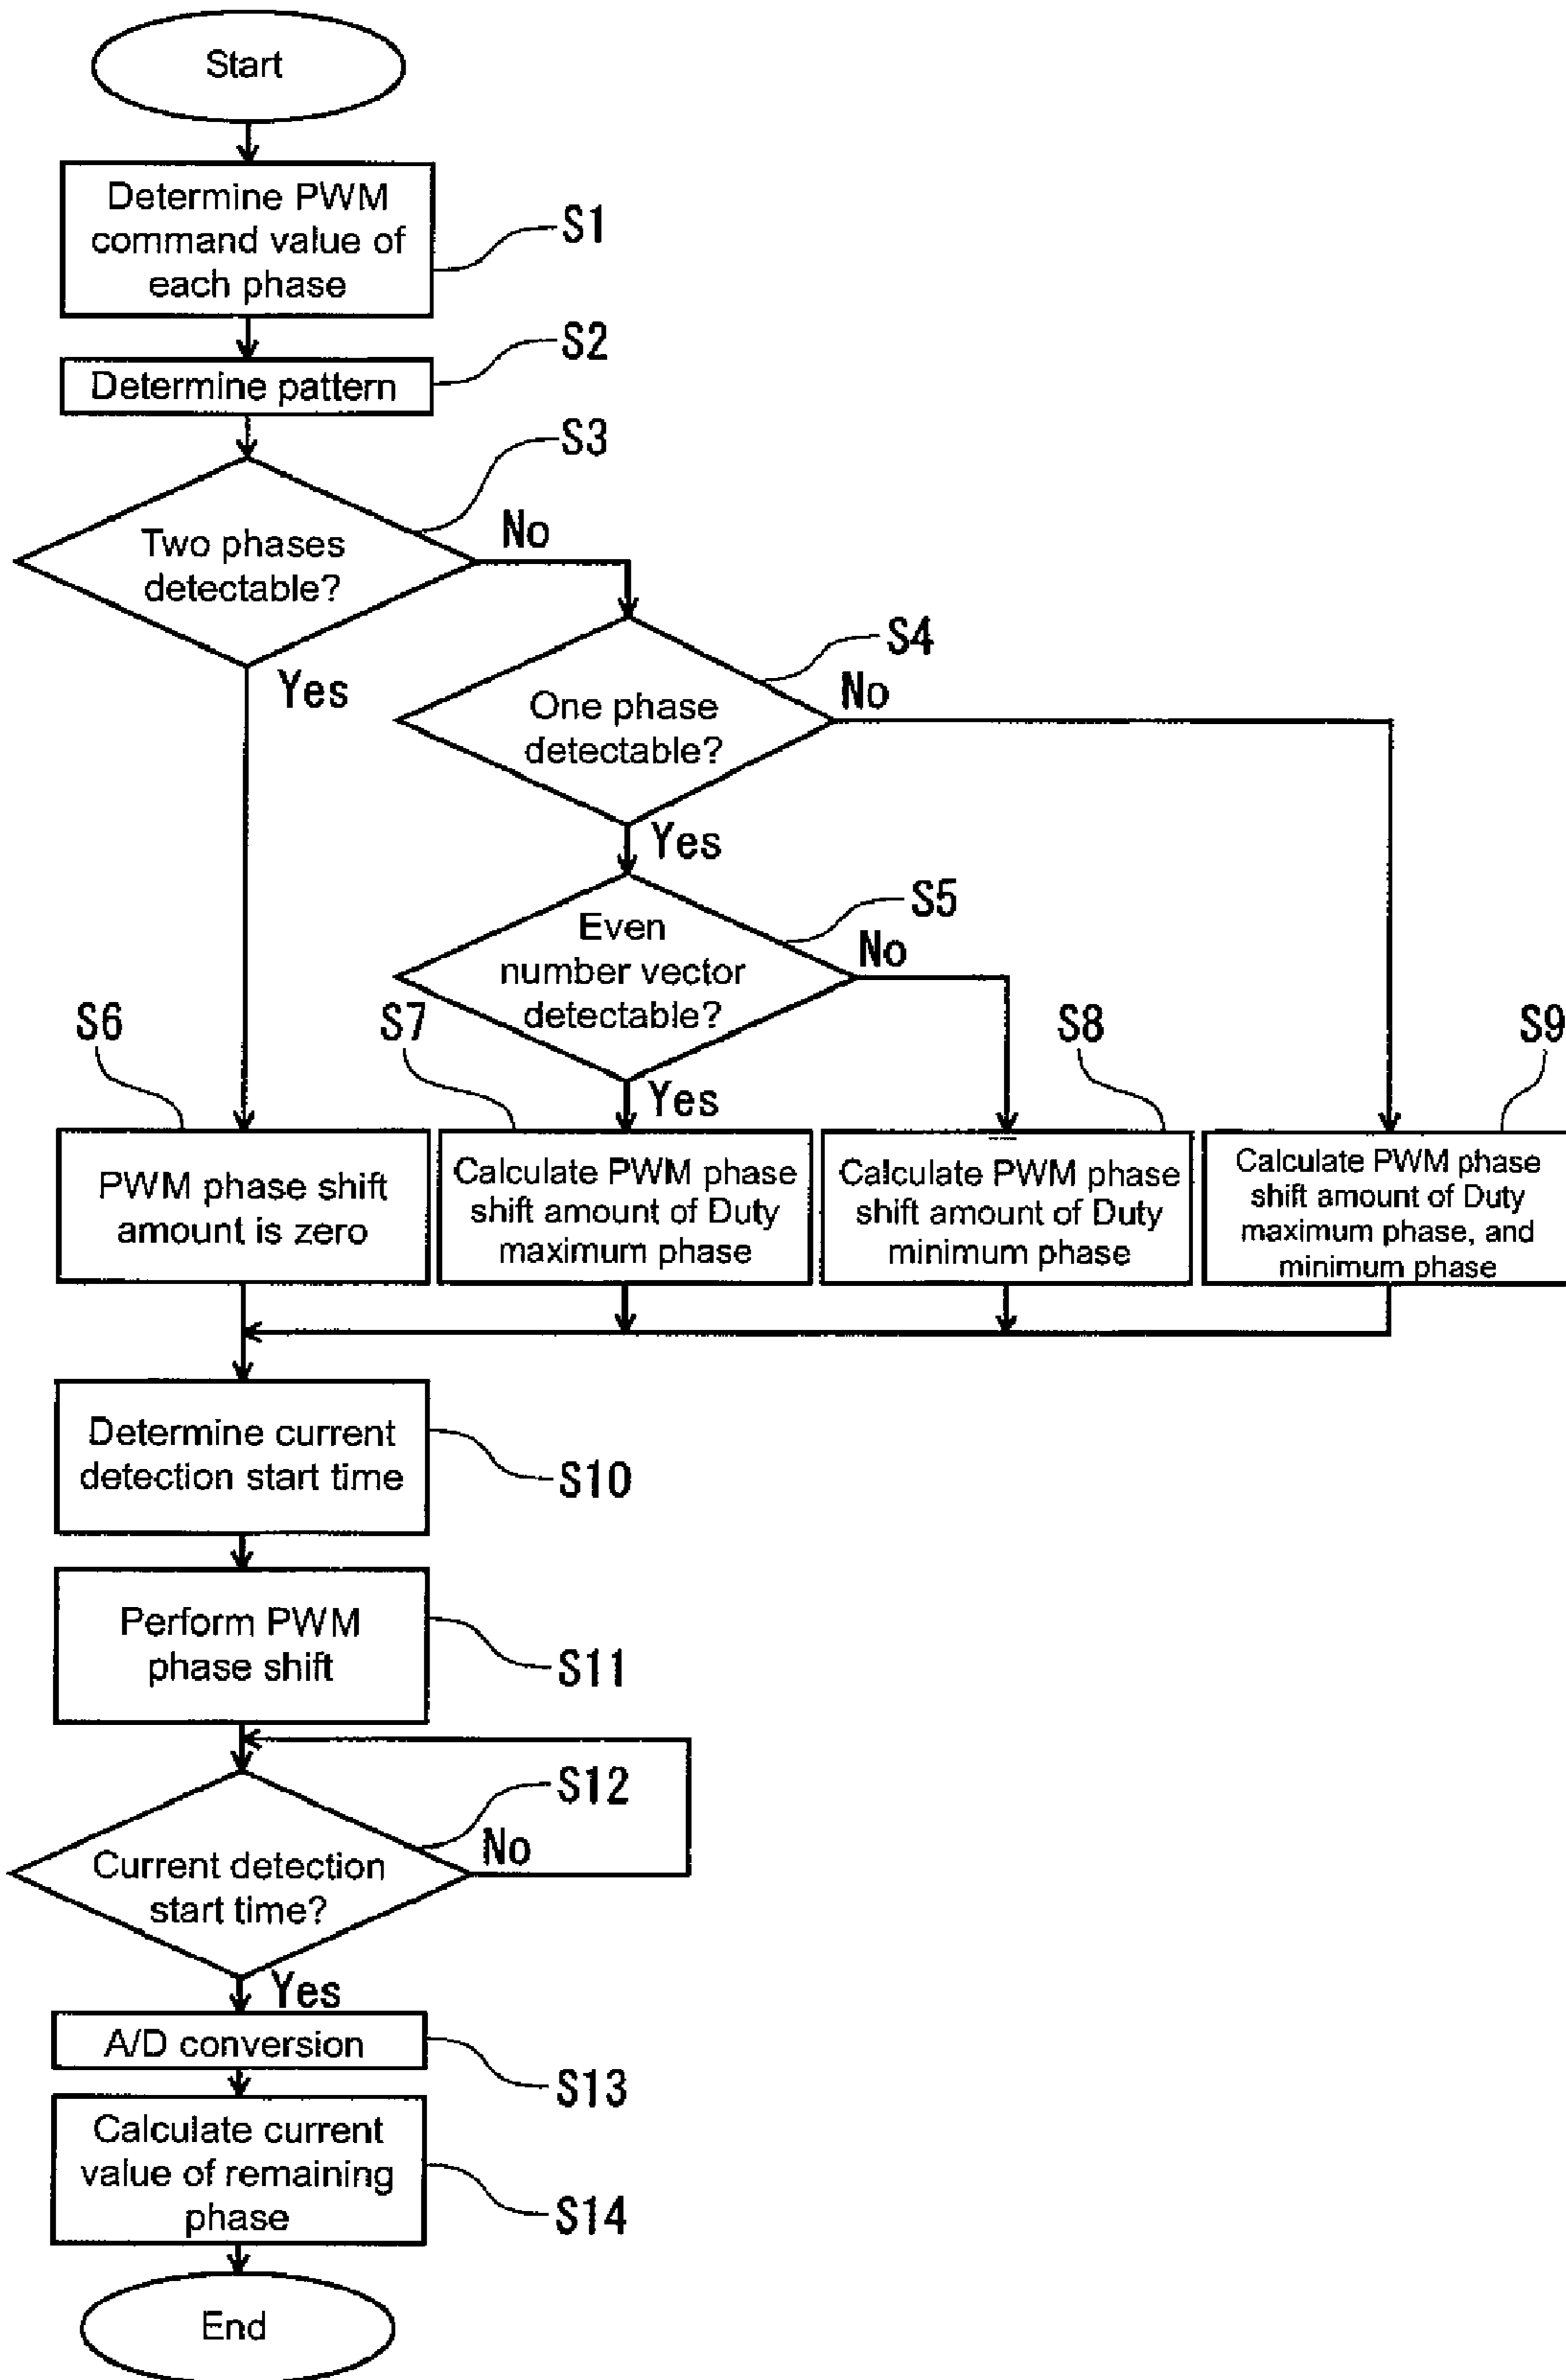 Start
Determine PWM
command value of
each phase
S1
S2
Determine pattern
S3
Two phases
detectable?
No
Yes
S4
One phase
detectable?
No
Yes
S5
Even
number vector
detectable?
No
Yes
S6
S7
S8
S9
PWM phase shift
amount is zero
Calculate PWM phase
shift amount of Duty
maximum phase
Calculate PWM phase
shift amount of Duty
minimum phase
Calculate PWM phase
shift amount of Duty
maximum phase, and
minimum phase
Determine current
detection start time
S10
Perform PWM
phase shift
S11
S12
Current detection
start time?
No
Yes
A/D conversion
S13
Calculate current
value of remaining
phase
S14
End